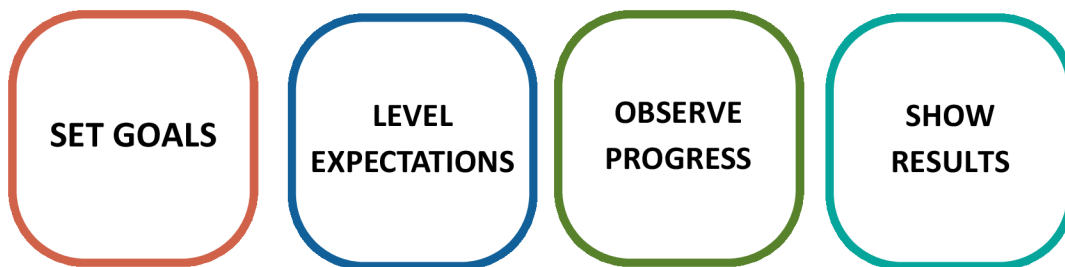 SET GOALS
LEVEL
EXPECTATIONS
OBSERVE
PROGRESS
SHOW
RESULTS